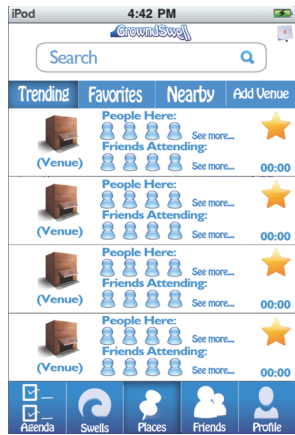 iPod 4:42 PM
GrowndSwell
Search
Trending Favorites Nearby Add Venue
People Here:
See more...
Friends Attending:
(Venue) See more... 00:00
People Here:
See more...
Friends Attending:
(Venue) See more... 00:00
People Here:
See more...
Friends Attending:
(Venue) See more... 00:00
People Here:
See more...
Friends Attending:
(Venue) See more... 00:00
Agenda Swells Places Friends Profile